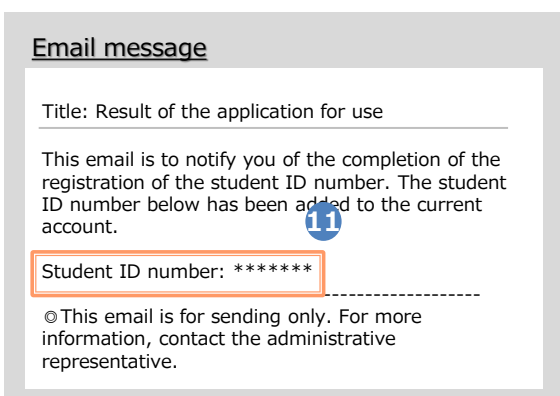 Email message
Title: Result of the application for use
This email is to notify you of the completion of the
registration of the student ID number. The student
ID number below has been added to the current
account.
11
Student ID number: *******
--------------------
◎This email is for sending only. For more
information, contact the administrative
representative.